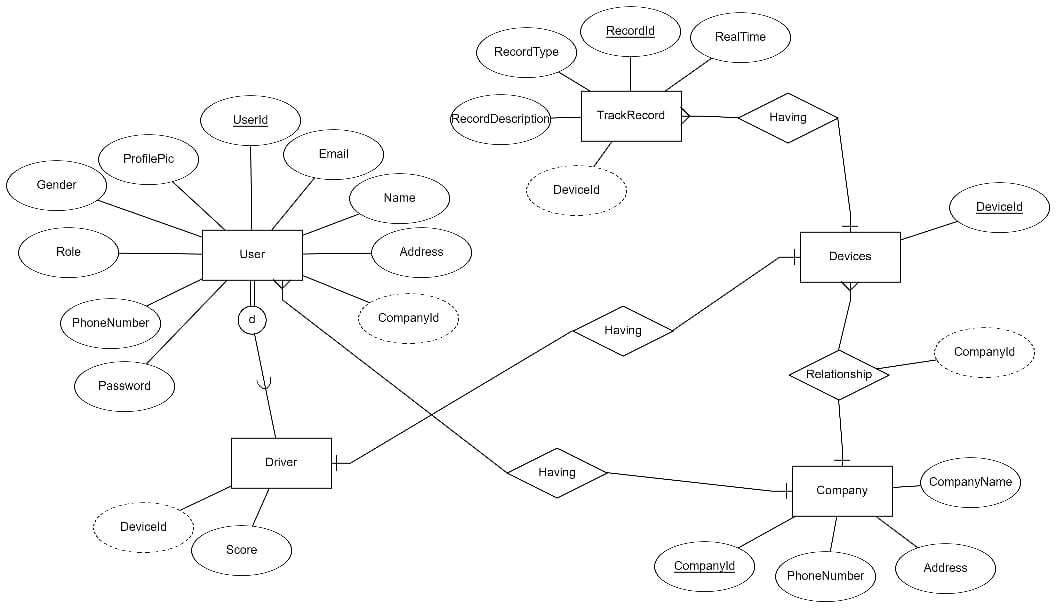 RecordId
RealTime
RecordType
TrackRecord
Having
RecordDescription
UserId
Email
ProfilePic
Gender
DeviceId
Name
DeviceId
Role
User
Address
Devices
CompanyId
d
PhoneNumber
Having
CompanyId
Password
Relationship
Driver
Having
Company
CompanyName
DeviceId
Score
CompanyId
PhoneNumber
Address